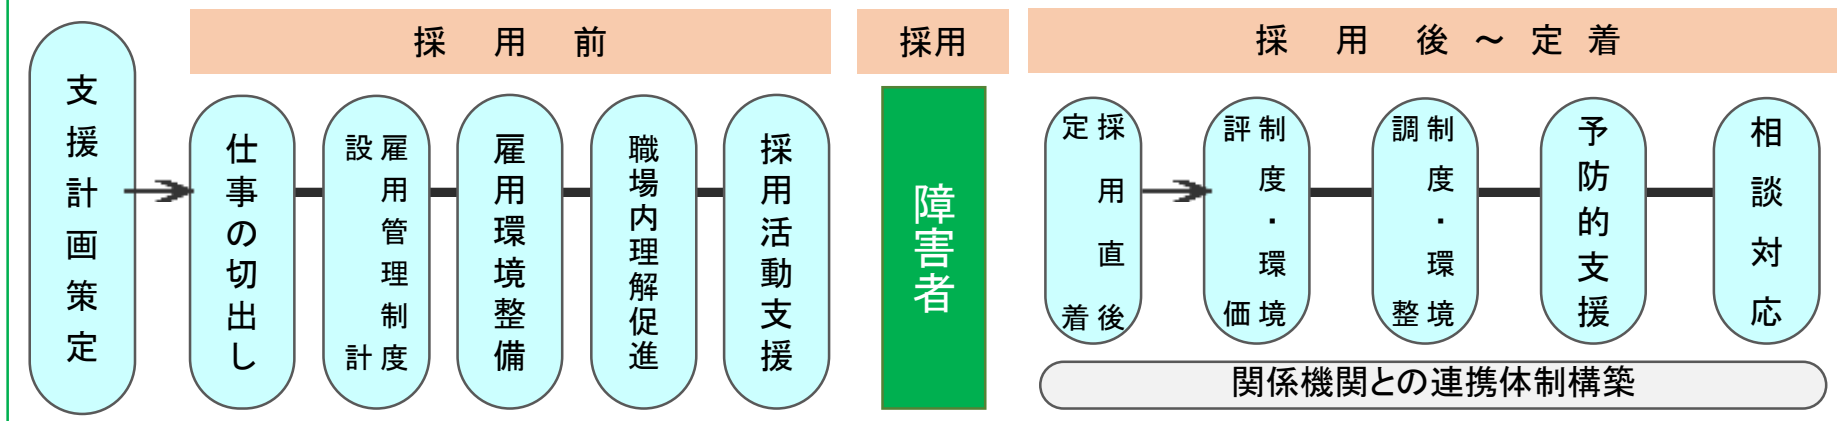 支援計画策定
採用前
仕事の切出し
雇用管理制度
設計
雇用環境整備
職場内理解促進
採用活動支援
採用
障害者
採用後～定着
採用直後
定着
制度・環境
評価
制度・環境
調整
予防的支援
相談対応
関係機関との連携体制構築